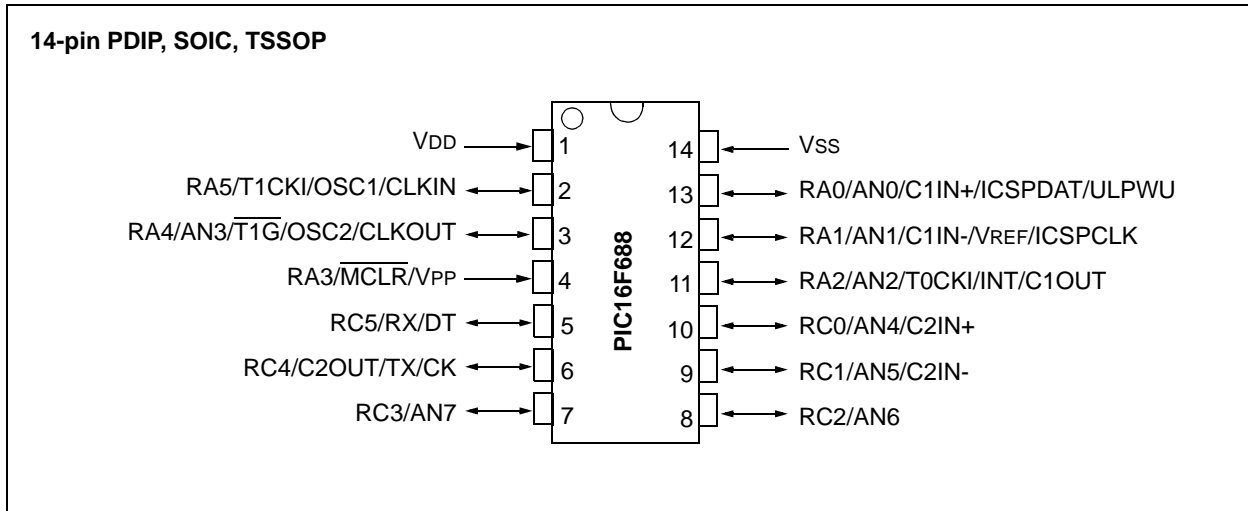 14-pin PDIP, SOIC, TSSOP
VDD 1 14 VSS
RA5/T1CKI/OSC1/CLKIN 2 13 RA0/AN0/C1IN+/ICSPDAT/ULPWU
RA4/AN3/T1G/OSC2/CLKOUT 3 12 RA1/AN1/C1IN-/VREF/ICSPCLK
RA3/MCLR/VPP 4 11 RA2/AN2/T0CKI/INT/C1OUT
RC5/RX/DT 5 10 RC0/AN4/C2IN+
RC4/C2OUT/TX/CK 6 9 RC1/AN5/C2IN-
RC3/AN7 7 8 RC2/AN6
PIC16F688